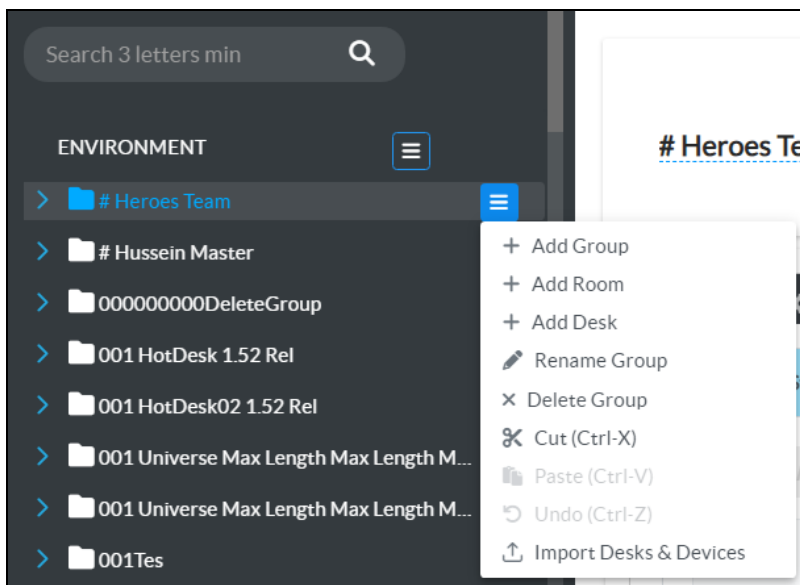 Search 3 letters min
ENVIRONMENT
# Heroes Team
# Hussein Master
000000000DeleteGroup
001 HotDesk 1.52 Rel
001 HotDesk02 1.52 Rel
001 Universe Max Length Max Length M...
001 Universe Max Length Max Length M...
001Tes
# Heroes Te
Add Group
Add Room
Add Desk
Rename Group
Delete Group
Cut (Ctrl-X)
Paste (Ctrl-V)
Undo (Ctrl-Z)
Import Desks & Devices